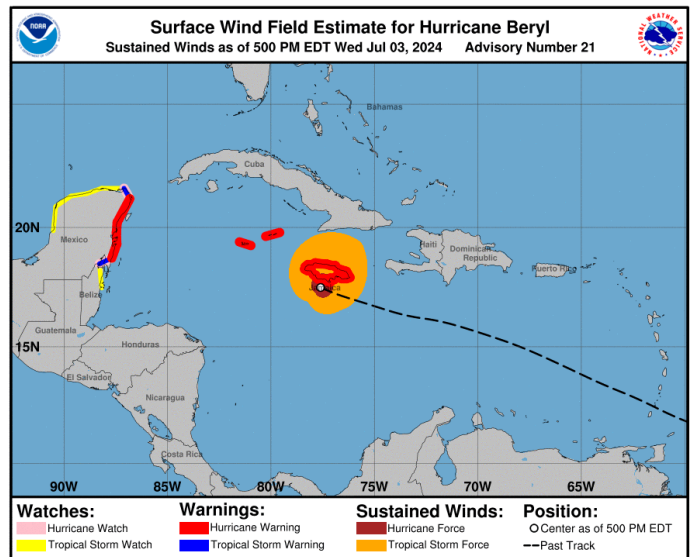 Surface Wind Field Estimate for Hurricane Beryl
Sustained Winds as of 500 PM EDT Wed Jul 03, 2024 Advisory Number 21
NOAA
NATIONAL WEATHER SERVICE
Bahamas
Cuba
20N
Mexico
Haiti
Dominican
Republic
Puerto Rico
Belize
Guatemala
15N
Honduras
El Salvador
Nicaragua
Costa Rica
90W 85W 80W 75W 70W 65W
Watches: Warnings: Sustained Winds: Position:
Hurricane Watch Hurricane Warning Hurricane Force Center as of 500 PM EDT
Tropical Storm Watch Tropical Storm Warning Tropical Storm Force Past Track